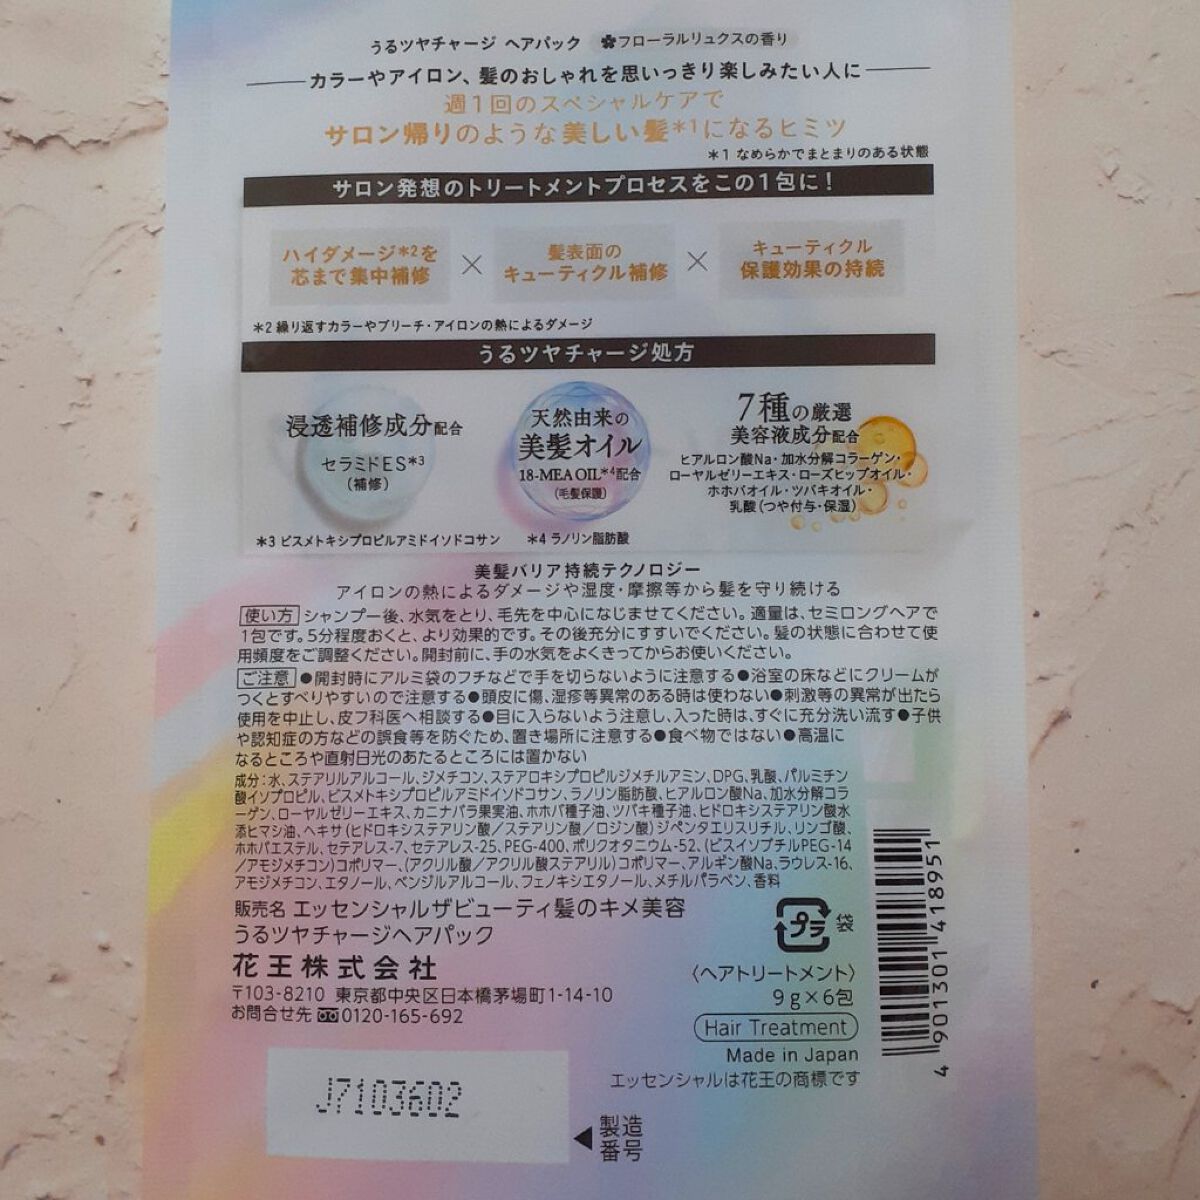 うるツヤチャージ ヘアパック ✿フローラルリュクスの香り
カラーやアイロン、髪のおしゃれを思いっきり楽しみたい人に
週1回のスペシャルケアで
サロン帰りのような美しい髪*1になるヒミツ
*1 なめらかでまとまりのある状態
サロン発想のトリートメントプロセスをこの1包に!
ハイダメージ*2を
芯まで集中補修
×
髪表面の
キューティクル補修
×
キューティクル
保護効果の持続
*2 繰り返すカラーやブリーチ・アイロンの熱によるダメージ
うるツヤチャージ処方
浸透補修成分配合
セラミドES*3
(補修)
天然由来の
美髪オイル
18-MEA OIL*4配合
(毛髪保護)
7種の厳選
美容液成分配合
ヒアルロン酸Na・加水分解コラーゲン・
ローヤルゼリーエキス・ローズヒップオイル・
ホホバオイル・ツバキオイル・
乳酸(つや付与・保湿)
*3 ビスメトキシプロピルアミドイソドコサン
*4 ラノリン脂肪酸
美髪バリア持続テクノロジー
アイロンの熱によるダメージや湿度・摩擦等から髪を守り続ける
使い方 シャンプー後、水気をとり、毛先を中心になじませてください。適量は、セミロングヘアで
1包です。5分程度おくと、より効果的です。その後充分にすすいでください。髪の状態に合わせて使
用頻度をご調整ください。開封前に、手の水気をよくきってからお使いください。
ご注意 ●開封時にアルミ袋のフチなどで手を切らないように注意する●浴室の床などにクリームが
つくとすべりやすいので注意する●頭皮に傷、湿疹等異常のある時は使わない●刺激等の異常が出たら
使用を中止し、皮フ科医へ相談する●目に入らないよう注意し、入った時は、すぐに充分洗い流す●子供
や認知症の方などの誤食等を防ぐため、置き場所に注意する●食べ物ではない●高温に
なるところや直射日光のあたるところには置かない
成分:水、ステアリルアルコール、ジメチコン、ステアロキシプロピルジメチルアミン、DPG、乳酸、パルミチン
酸イソプロピル、ビスメトキシプロピルアミドイソドコサン、ラノリン脂肪酸、ヒアルロン酸Na、加水分解コラ
ーゲン、ローヤルゼリーエキス、カニナバラ果実油、ホホバ種子油、ツバキ種子油、ヒドロキシステアリン酸水
添ヒマシ油、ヘキサ(ヒドロキシステアリン酸/ステアリン酸/ロジン酸)ジペンタエリスリチル、リンゴ酸、
ホホバエステル、セテアレス-7、セテアレス-25、PEG-400、ポリクオタニウム-52、(ビスイソブチルPEG-14
/アモジメチコン)コポリマー、(アクリル酸/アクリル酸ステアリル)コポリマー、アルギン酸Na、ラウレス-16、
アモジメチコン、エタノール、ベンジルアルコール、フェノキシエタノール、メチルパラベン、香料
販売名 エッセンシャルザビューティ髪のキメ美容
うるツヤチャージヘアパック
花王株式会社
〒103-8210 東京都中央区日本橋茅場町1-14-10
お問合せ先 0120-165-692
プラ 袋
〈ヘアトリートメント〉
9g×6包
Hair Treatment
Made in Japan
エッセンシャルは花王の商標です
4 901301 418951
J7103602
◀製造
番号